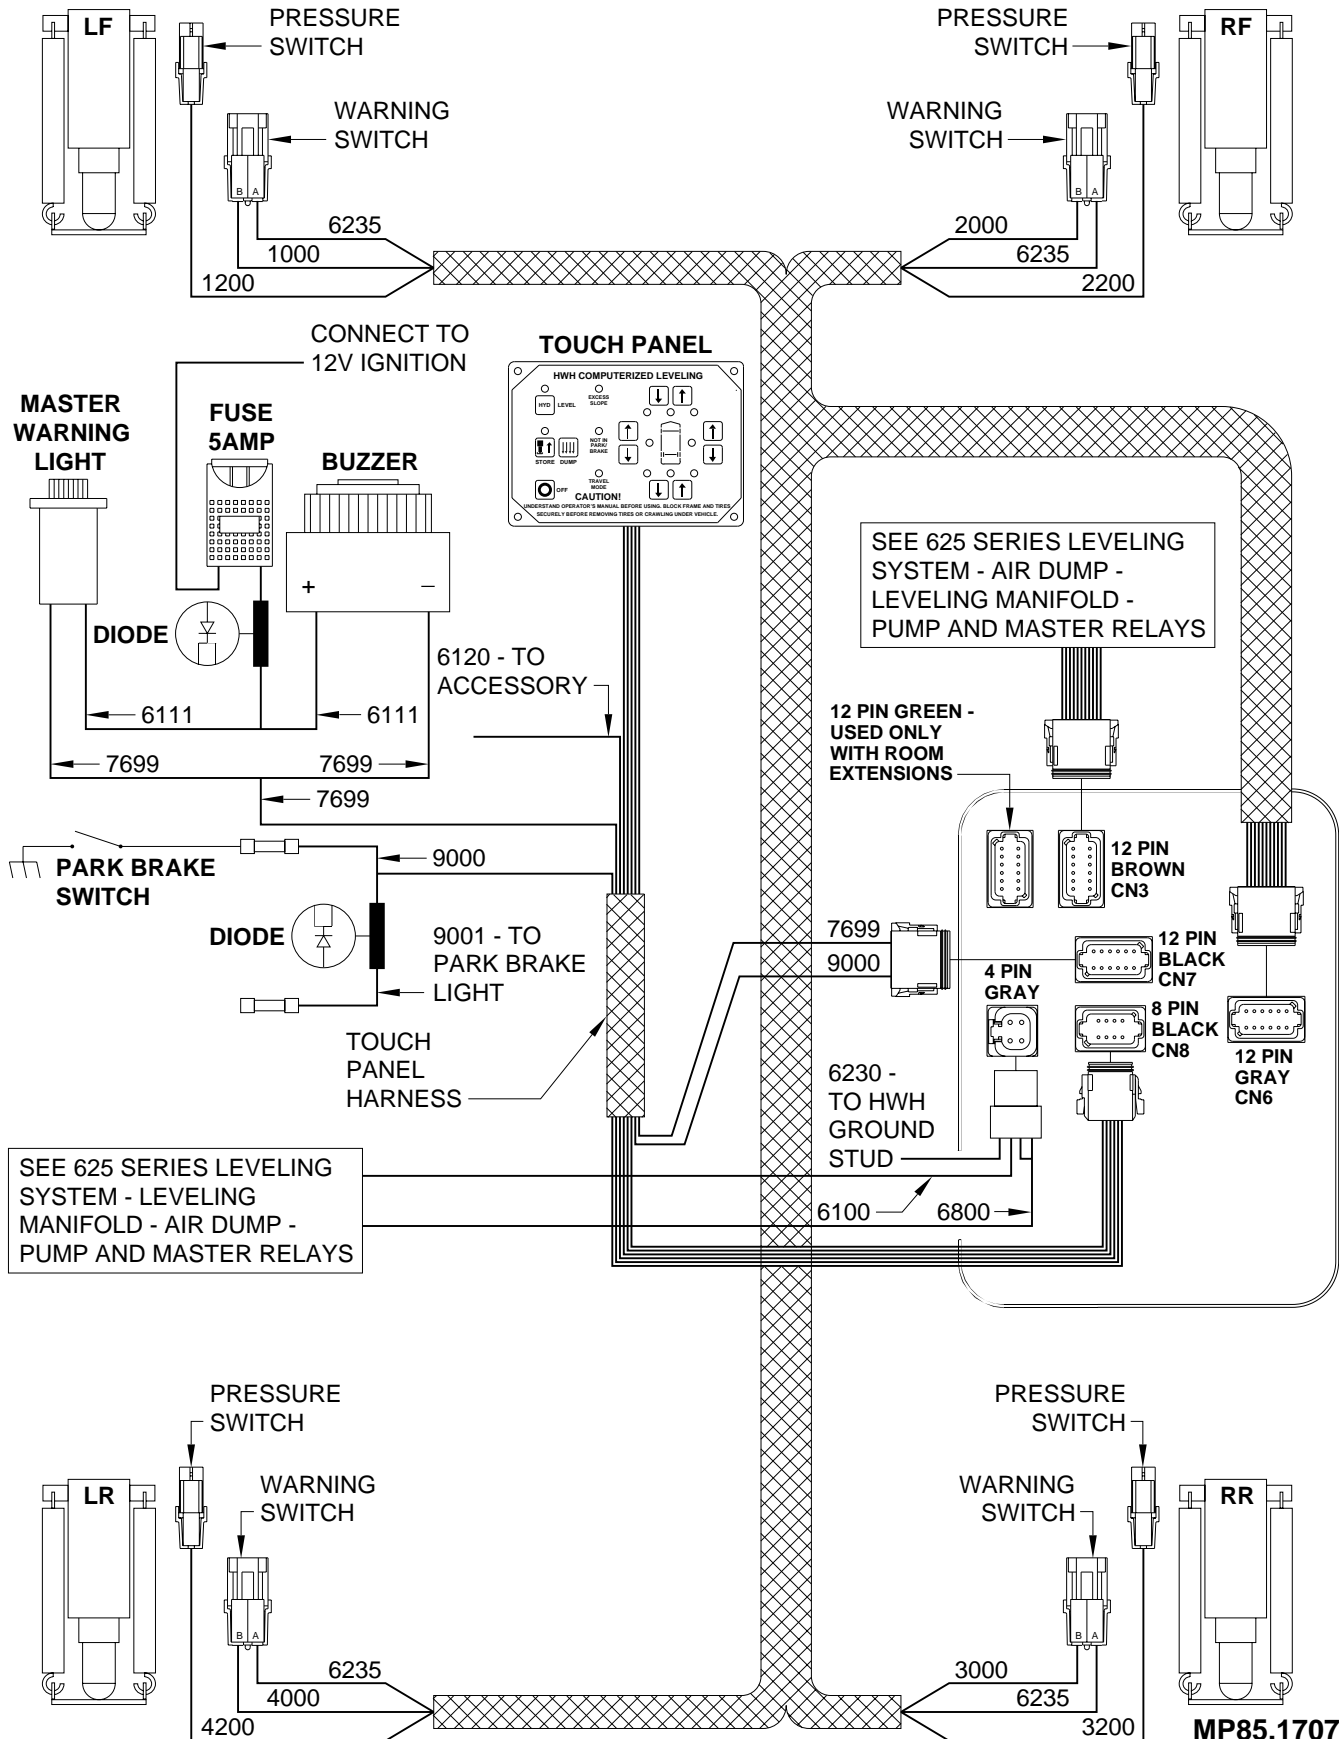 LF
PRESSURE
SWITCH
WARNING
SWITCH
B A
6235
1000
1200
PRESSURE
SWITCH
RF
WARNING
SWITCH
B A
2000
6235
2200
CONNECT TO
12V IGNITION
MASTER
WARNING
LIGHT
FUSE
5AMP
BUZZER
+ −
DIODE
6111
6111
7699
7699
7699
TOUCH PANEL
HWH COMPUTERIZED LEVELING
HYD LEVEL
EXCESS
SLOPE
NOT IN
PARK/
BRAKE
STORE DUMP
TRAVEL
MODE
OFF
CAUTION!
UNDERSTAND OPERATOR'S MANUAL BEFORE USING. BLOCK FRAME AND TIRES
SECURELY BEFORE REMOVING TIRES OR CRAWLING UNDER VEHICLE.
6120 - TO
ACCESSORY
SEE 625 SERIES LEVELING
SYSTEM - AIR DUMP -
LEVELING MANIFOLD -
PUMP AND MASTER RELAYS
12 PIN GREEN -
USED ONLY
WITH ROOM
EXTENSIONS
12 PIN
BROWN
CN3
PARK BRAKE
SWITCH
9000
DIODE
9001 - TO
PARK BRAKE
LIGHT
TOUCH
PANEL
HARNESS
7699
9000
12 PIN
BLACK
CN7
4 PIN
GRAY
8 PIN
BLACK
CN8
12 PIN
GRAY
CN6
6230 -
TO HWH
GROUND
STUD
6100
6800
SEE 625 SERIES LEVELING
SYSTEM - LEVELING
MANIFOLD - AIR DUMP -
PUMP AND MASTER RELAYS
LR
PRESSURE
SWITCH
WARNING
SWITCH
B A
6235
4000
4200
PRESSURE
SWITCH
RR
WARNING
SWITCH
B A
3000
6235
3200
MP85.1707